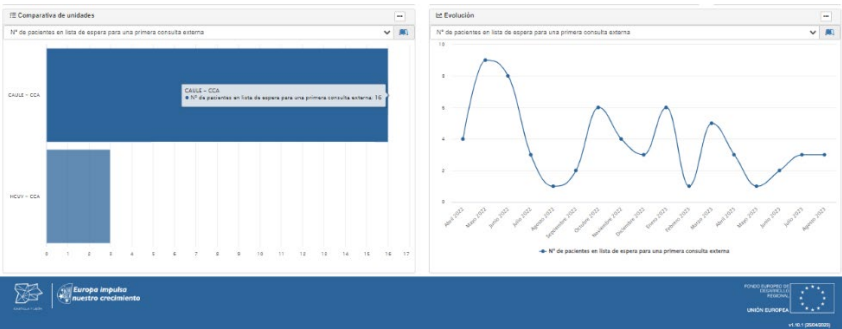 Comparativa de unidades
Nº de pacientes en lista de espera para una primera consulta externa
CAULE - CCA
CAULE - CCA
Nº de pacientes en lista de espera para una primera consulta externa: 16
HCUV - CCA
0 1 2 3 4 5 6 7 8 9 10 11 12 13 14 15 16 17
Evolución
Nº de pacientes en lista de espera para una primera consulta externa
10
8
6
4
2
0
Abril 2022
Mayo 2022
Junio 2022
Julio 2022
Agosto 2022
Septiembre 2022
Octubre 2022
Noviembre 2022
Diciembre 2022
Enero 2023
Febrero 2023
Marzo 2023
Abril 2023
Mayo 2023
Junio 2023
Julio 2023
Agosto 2023
Nº de pacientes en lista de espera para una primera consulta externa
Europa impulsa
nuestro crecimiento
FONDO EUROPEO DE
DESARROLLO
REGIONAL
UNIÓN EUROPEA